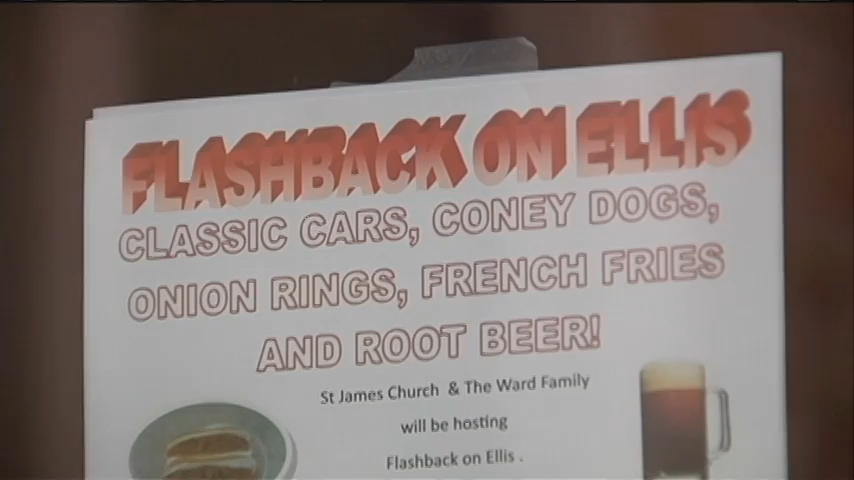 FLASHBACK ON ELLIS
CLASSIC CARS, CONEY DOGS,
ONION RINGS, FRENCH FRIES
AND ROOT BEER!
St James Church & The Ward Family
will be hosting
Flashback on Ellis .